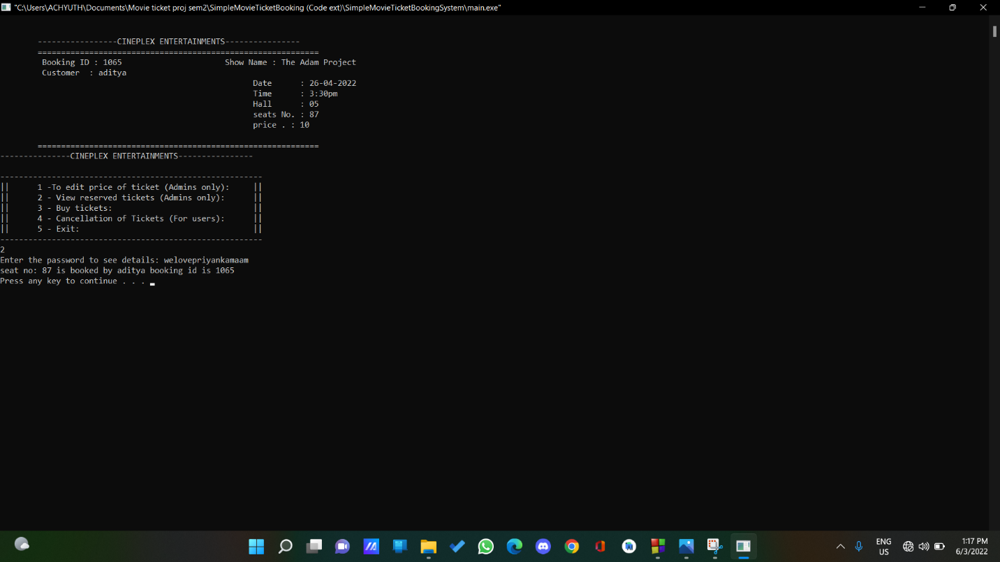 "C:\Users\ACHYUTH\Documents\Movie ticket proj sem2\SimpleMovieTicketBooking (Code ext)\SimpleMovieTicketBookingSystem\main.exe"
-----------------CINEPLEX ENTERTAINMENTS----------------
============================================================
Booking ID : 1065 Show Name : The Adam Project
Customer : aditya
Date : 26-04-2022
Time : 3:30pm
Hall : 05
seats No. : 87
price . : 10
============================================================
---------------CINEPLEX ENTERTAINMENTS----------------
--------------------------------------------------------
|| 1 -To edit price of ticket (Admins only): ||
|| 2 - View reserved tickets (Admins only): ||
|| 3 - Buy tickets: ||
|| 4 - Cancellation of Tickets (For users): ||
|| 5 - Exit: ||
--------------------------------------------------------
2
Enter the password to see details: welovepriyankamaam
seat no: 87 is booked by aditya booking id is 1065
Press any key to continue . . .
ENG
US
1:17 PM
6/3/2022